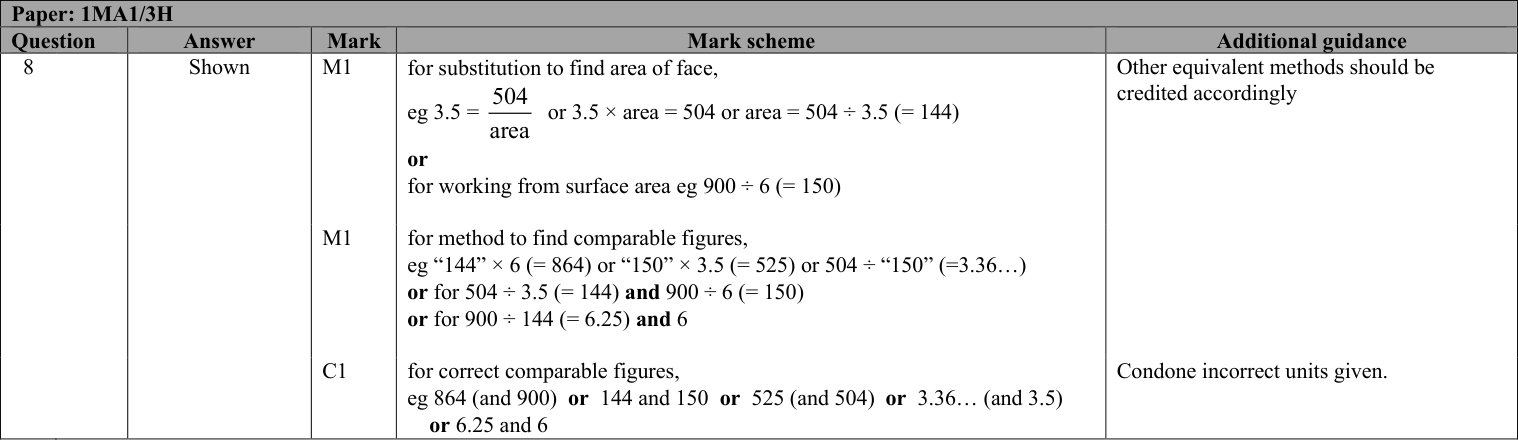 Paper: 1MA1/3H
Question Answer Mark Mark scheme Additional guidance
8 Shown M1 for substitution to find area of face, Other equivalent methods should be
credited accordingly
eg 3.5 = 504/area or 3.5 × area = 504 or area = 504 ÷ 3.5 (= 144)
or
for working from surface area eg 900 ÷ 6 (= 150)
M1 for method to find comparable figures,
eg “144” × 6 (= 864) or “150” × 3.5 (= 525) or 504 ÷ “150” (=3.36…)
or for 504 ÷ 3.5 (= 144) and 900 ÷ 6 (= 150)
or for 900 ÷ 144 (= 6.25) and 6
C1 for correct comparable figures, Condone incorrect units given.
eg 864 (and 900) or 144 and 150 or 525 (and 504) or 3.36… (and 3.5)
or 6.25 and 6